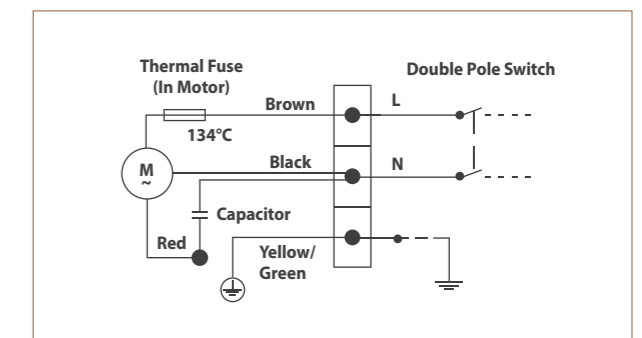 Thermal Fuse
(In Motor)
Double Pole Switch
Brown
L
134°C
Black
N
M
~
Capacitor
Red
Yellow/
Green